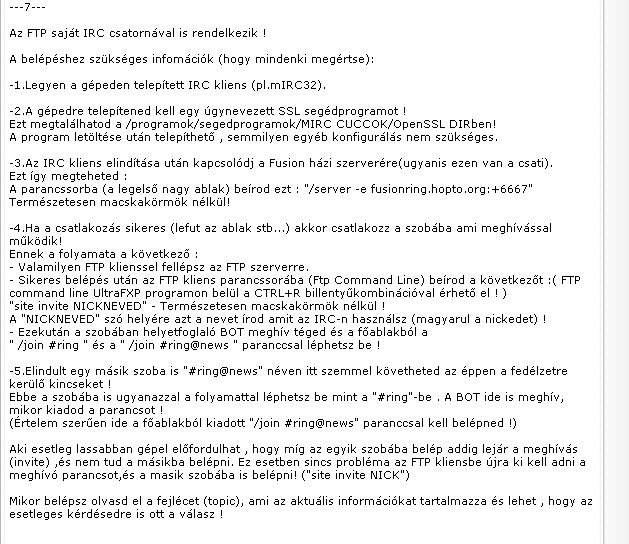 ---7---
Az FTP saját IRC csatornával is rendelkezik !
A belépéshez szükséges infomációk (hogy mindenki megértse):
-1.Legyen a gépeden telepített IRC kliens (pl.mIRC32).
-2.A gépedre telepítened kell egy úgynevezett SSL segédprogramot !
Ezt megtalálhatod a /programok/segedprogramok/MIRC CUCCOK/OpenSSL DIRben!
A program letöltése után telepíthető , semmilyen egyéb konfigurálás nem szükséges.
-3.Az IRC kliens elindítása után kapcsolódj a Fusion házi szerverére(ugyanis ezen van a csati).
Ezt így megteheted :
A parancssorba (a legelső nagy ablak) beírod ezt : "/server -e fusionring.hopto.org:+6667"
Természetesen macskakörmök nélkül!
-4.Ha a csatlakozás sikeres (lefut az ablak stb...) akkor csatlakozz a szobába ami meghívással
működik!
Ennek a folyamata a következő :
- Valamilyen FTP klienssel fellépsz az FTP szerverre.
- Sikeres belépés után az FTP kliens parancssorába (Ftp Command Line) beírod a következőt :( FTP
command line UltraFXP programon belül a CTRL+R billentyűkombinációval érhető el ! )
"site invite NICKNEVED" - Természetesen macskakörmök nélkül !
A "NICKNEVED" szó helyére azt a nevet írod amit az IRC-n használsz (magyarul a nickedet) !
- Ezekután a szobában helyetfoglaló BOT meghív téged és a főablakból a
" /join #ring " és a " /join #ring@news " paranccsal léphetsz be !
-5.Elindult egy másik szoba is "#ring@news" néven itt szemmel követheted az éppen a fedélzetre
kerülő kincseket !
Ebbe a szobába is ugyanazzal a folyamattal léphetsz be mint a "#ring"-be . A BOT ide is meghív,
mikor kiadod a parancsot !
(Értelem szerűen ide a főablakból kiadott "/join #ring@news" paranccsal kell belépned !)
Aki esetleg lassabban gépel előfordulhat , hogy míg az egyik szobába belép addig lejár a meghívás
(invite) ,és nem tud a másikba belépni. Ez esetben sincs probléma az FTP kliensbe újra ki kell adni a
meghívó parancsot,és a masik szobába is belépni! ("site invite NICK")
Mikor belépsz olvasd el a fejlécet (topic), ami az aktuális információkat tartalmazza és lehet , hogy az
esetleges kérdésedre is ott a válasz !